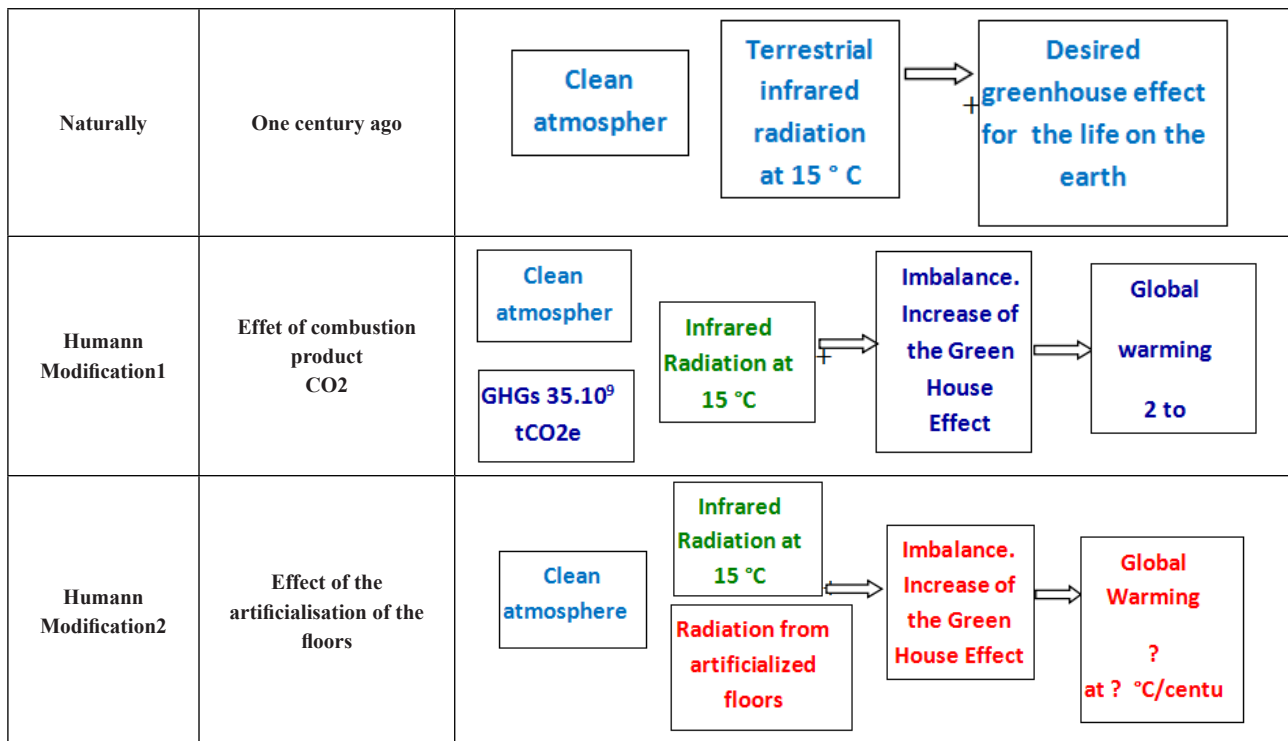 Naturally
One century ago
Clean
atmospher
Terrestrial
infrared
radiation
at 15 ° C
+
Desired
greenhouse effect
for the life on the
earth
Humann
Modification1
Effet of combustion
product
CO2
Clean
atmospher
GHGs 35.10⁹
tCO2e
Infrared
Radiation at
15 °C
+
Imbalance.
Increase of
the Green
House
Effect
Global
warming
2 to
Humann
Modification2
Effect of the
artificialisation of the
floors
Clean
atmosphere
Infrared
Radiation at
15 °C
Radiation from
artificialized
floors
Imbalance.
Increase of
the Green
House Effect
Global
Warming
?
at ? °C/centu